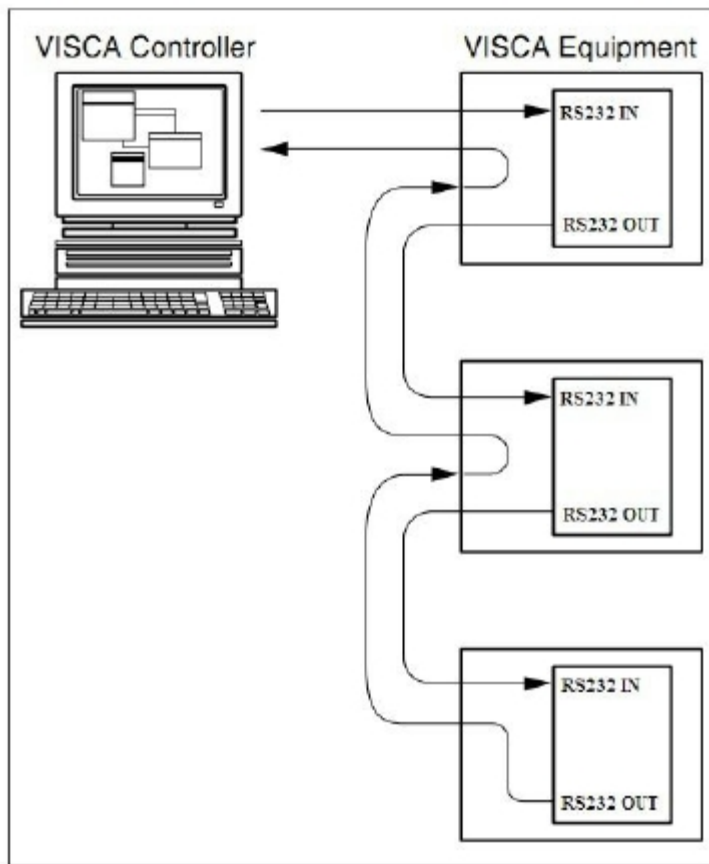 VISCA Controller
VISCA Equipment
RS232 IN
RS232 OUT
RS232 IN
RS232 OUT
RS232 IN
RS232 OUT